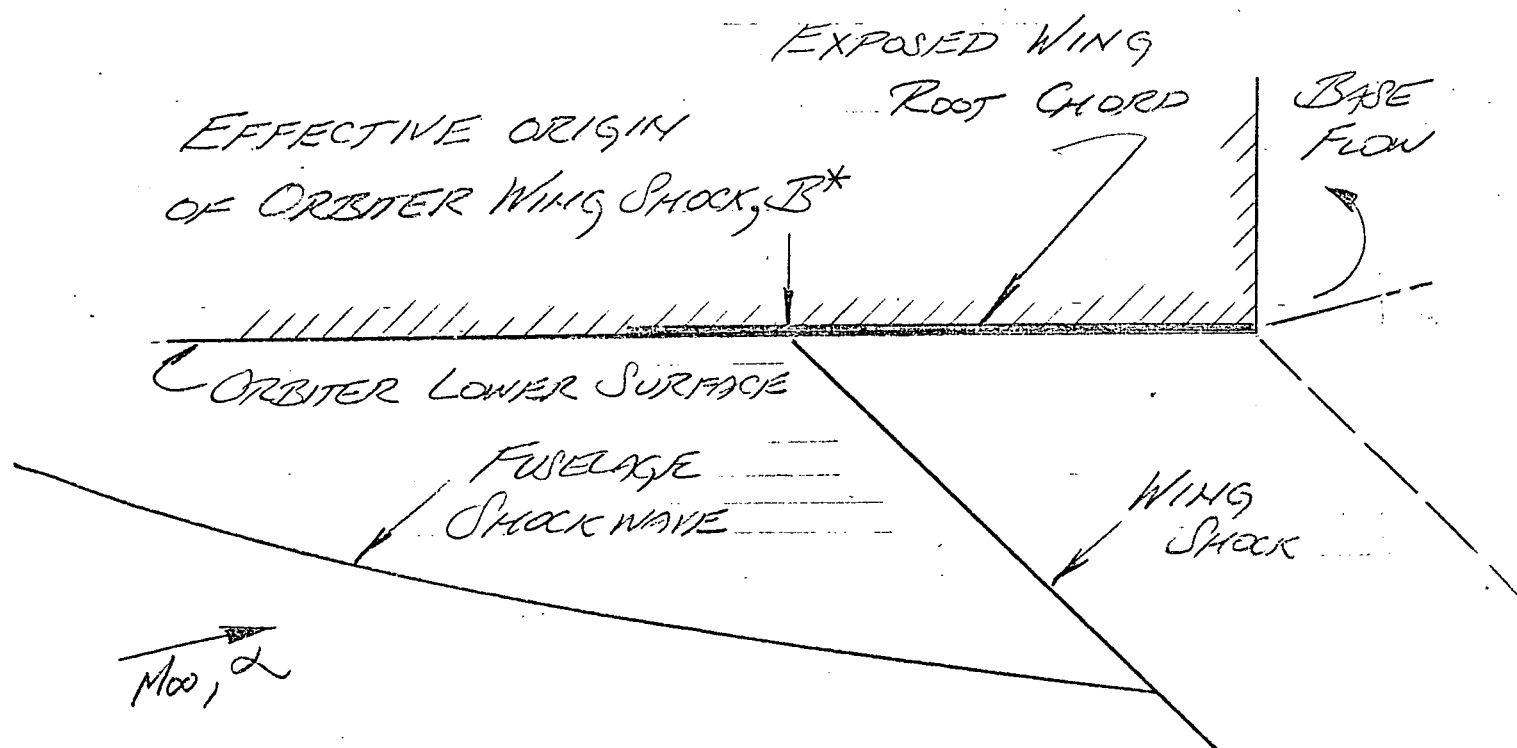 EXPOSED WING
ROOT CHORD
BASE
FLOW
EFFECTIVE ORIGIN
OF ORBITER WING SHOCK, B*
ORBITER LOWER SURFACE
FUSELAGE
SHOCKWAVE
WING
SHOCK
M∞, α